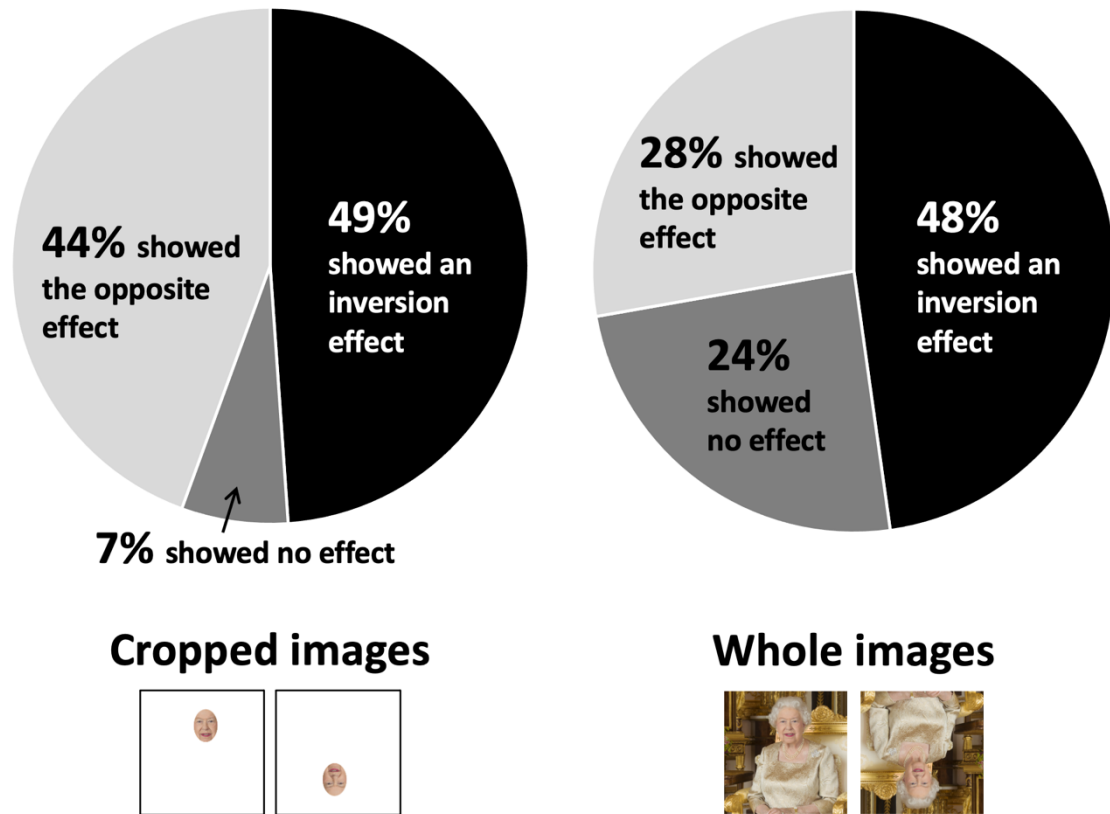 44% showed
the opposite
effect
49%
showed an
inversion
effect
7% showed no effect
28% showed
the opposite
effect
48%
showed an
inversion
effect
24%
showed
no effect
Cropped images
Whole images